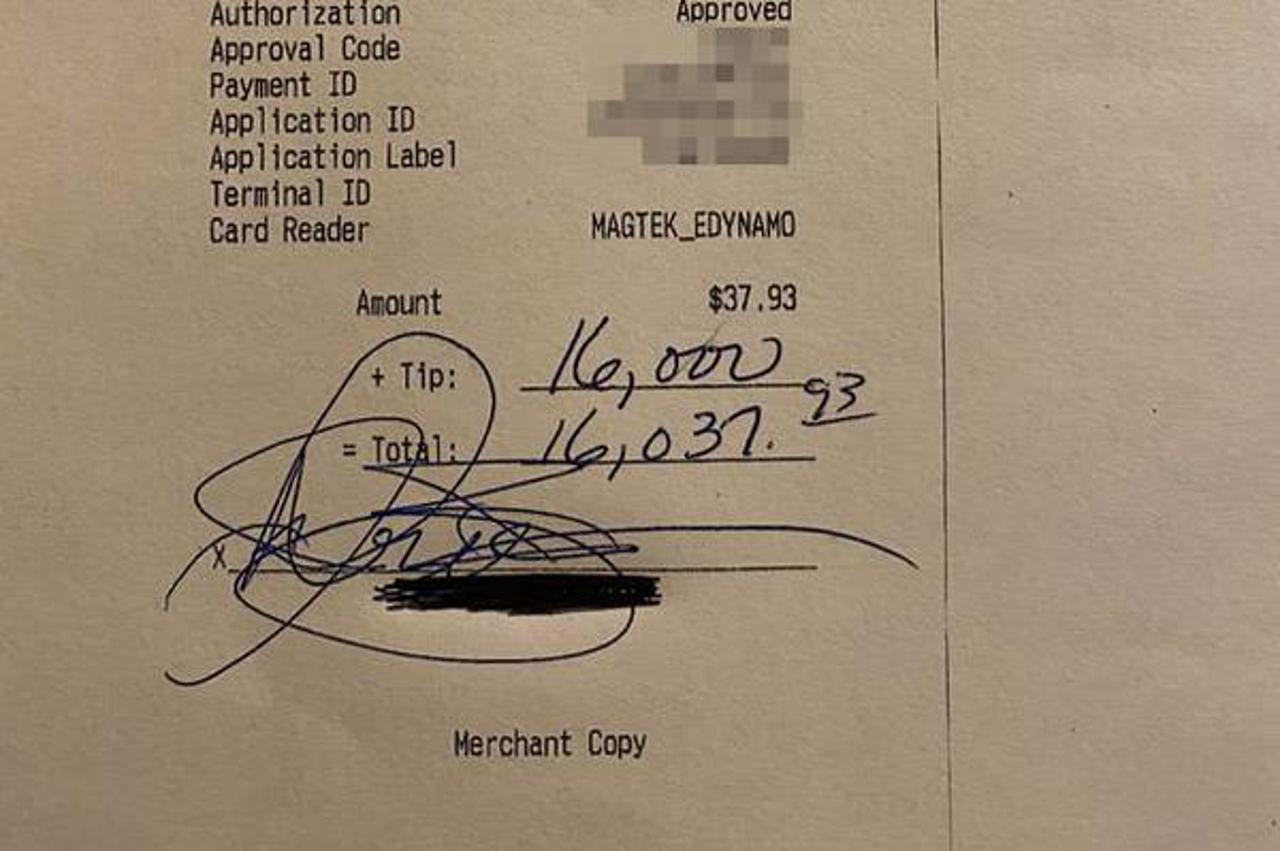 Authorization Approved
Approval Code
Payment ID
Application ID
Application Label
Terminal ID
Card Reader MAGTEK_EDYNAMO
Amount $37.93
+ Tip: 16,000
= Total: 16,037.93
X
Merchant Copy